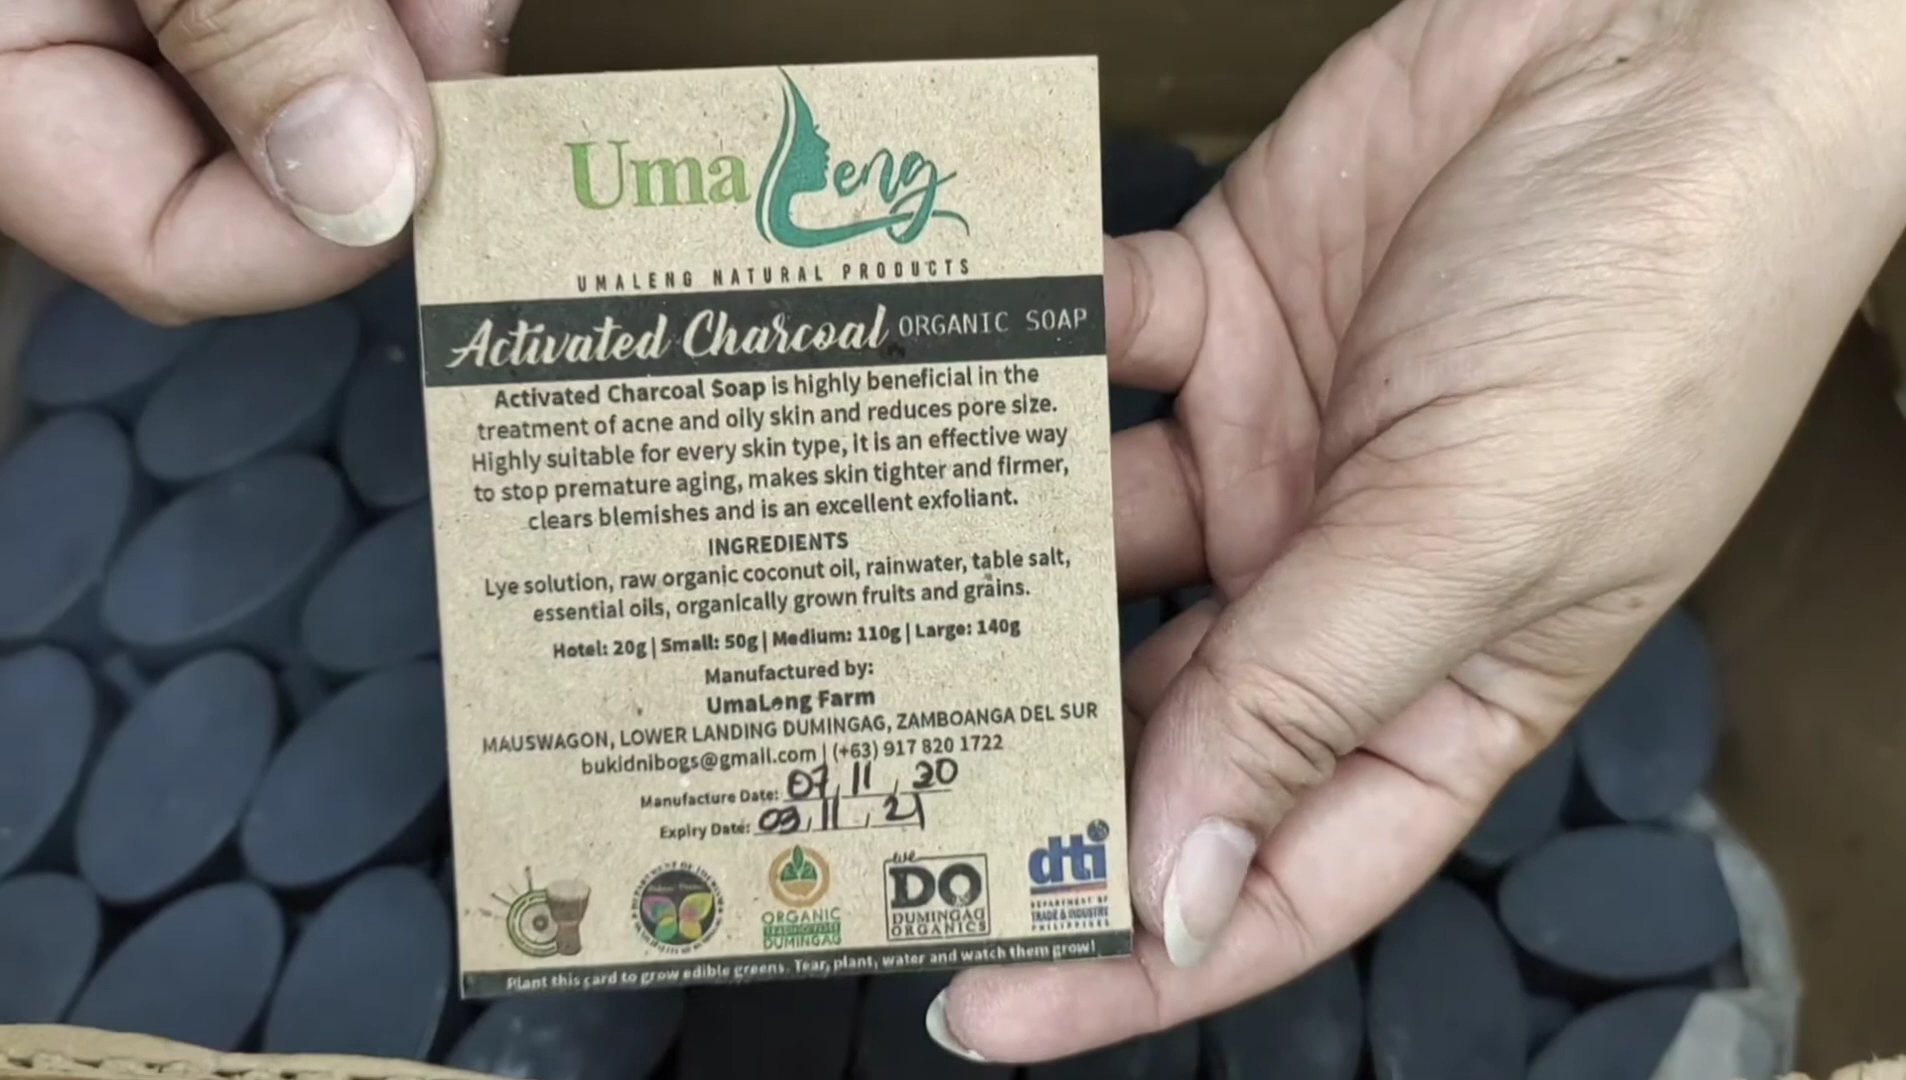 Uma Leng
UMALENG NATURAL PRODUCTS
Activated Charcoal ORGANIC SOAP
Activated Charcoal Soap is highly beneficial in the
treatment of acne and oily skin and reduces pore size.
Highly suitable for every skin type, it is an effective way
to stop premature aging, makes skin tighter and firmer,
clears blemishes and is an excellent exfoliant.
INGREDIENTS
Lye solution, raw organic coconut oil, rainwater, table salt,
essential oils, organically grown fruits and grains.
Hotel: 20g | Small: 50g | Medium: 110g | Large: 140g
Manufactured by:
UmaLeng Farm
MAUSWAGON, LOWER LANDING DUMINGAG, ZAMBOANGA DEL SUR
bukidnibogs@gmail.com | (+63) 917 820 1722
Manufacture Date: 07, 11, 20
Expiry Date: 03, 11, 21
ORGANIC
TRADING POST
DUMINGAG
we
DO
DUMINGAG
ORGANICS
dti
DEPARTMENT OF
TRADE & INDUSTRY
PHILIPPINES
Plant this card to grow edible greens. Tear, plant, water and watch them grow!